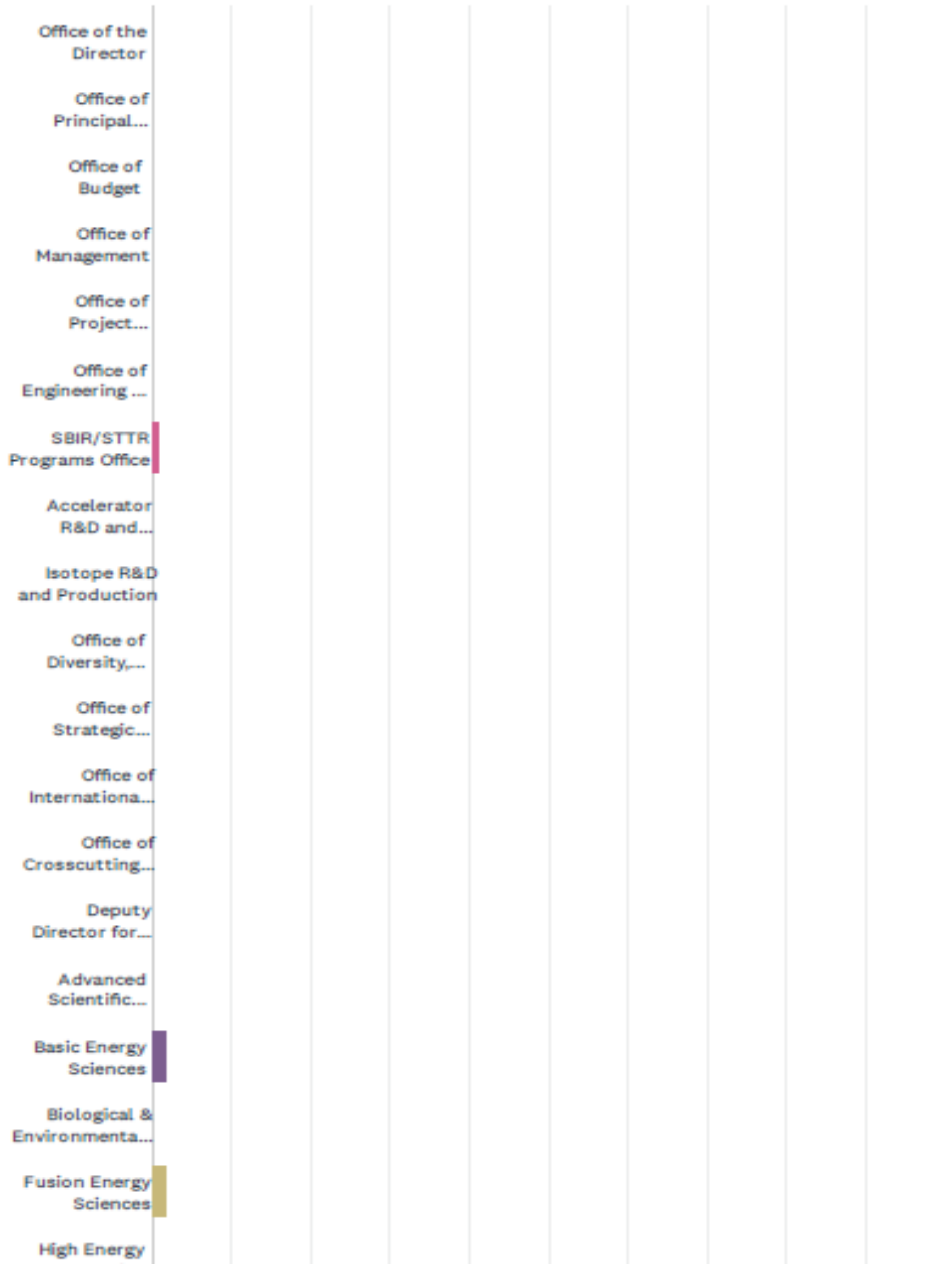 Office of the
Director
Office of
Principal...
Office of
Budget
Office of
Management
Office of
Project...
Office of
Engineering ...
SBIR/STTR
Programs Office
Accelerator
R&D and...
Isotope R&D
and Production
Office of
Diversity,...
Office of
Strategic...
Office of
Internationa...
Office of
Crosscutting...
Deputy
Director for...
Advanced
Scientific...
Basic Energy
Sciences
Biological &
Environmenta...
Fusion Energy
Sciences
High Energy